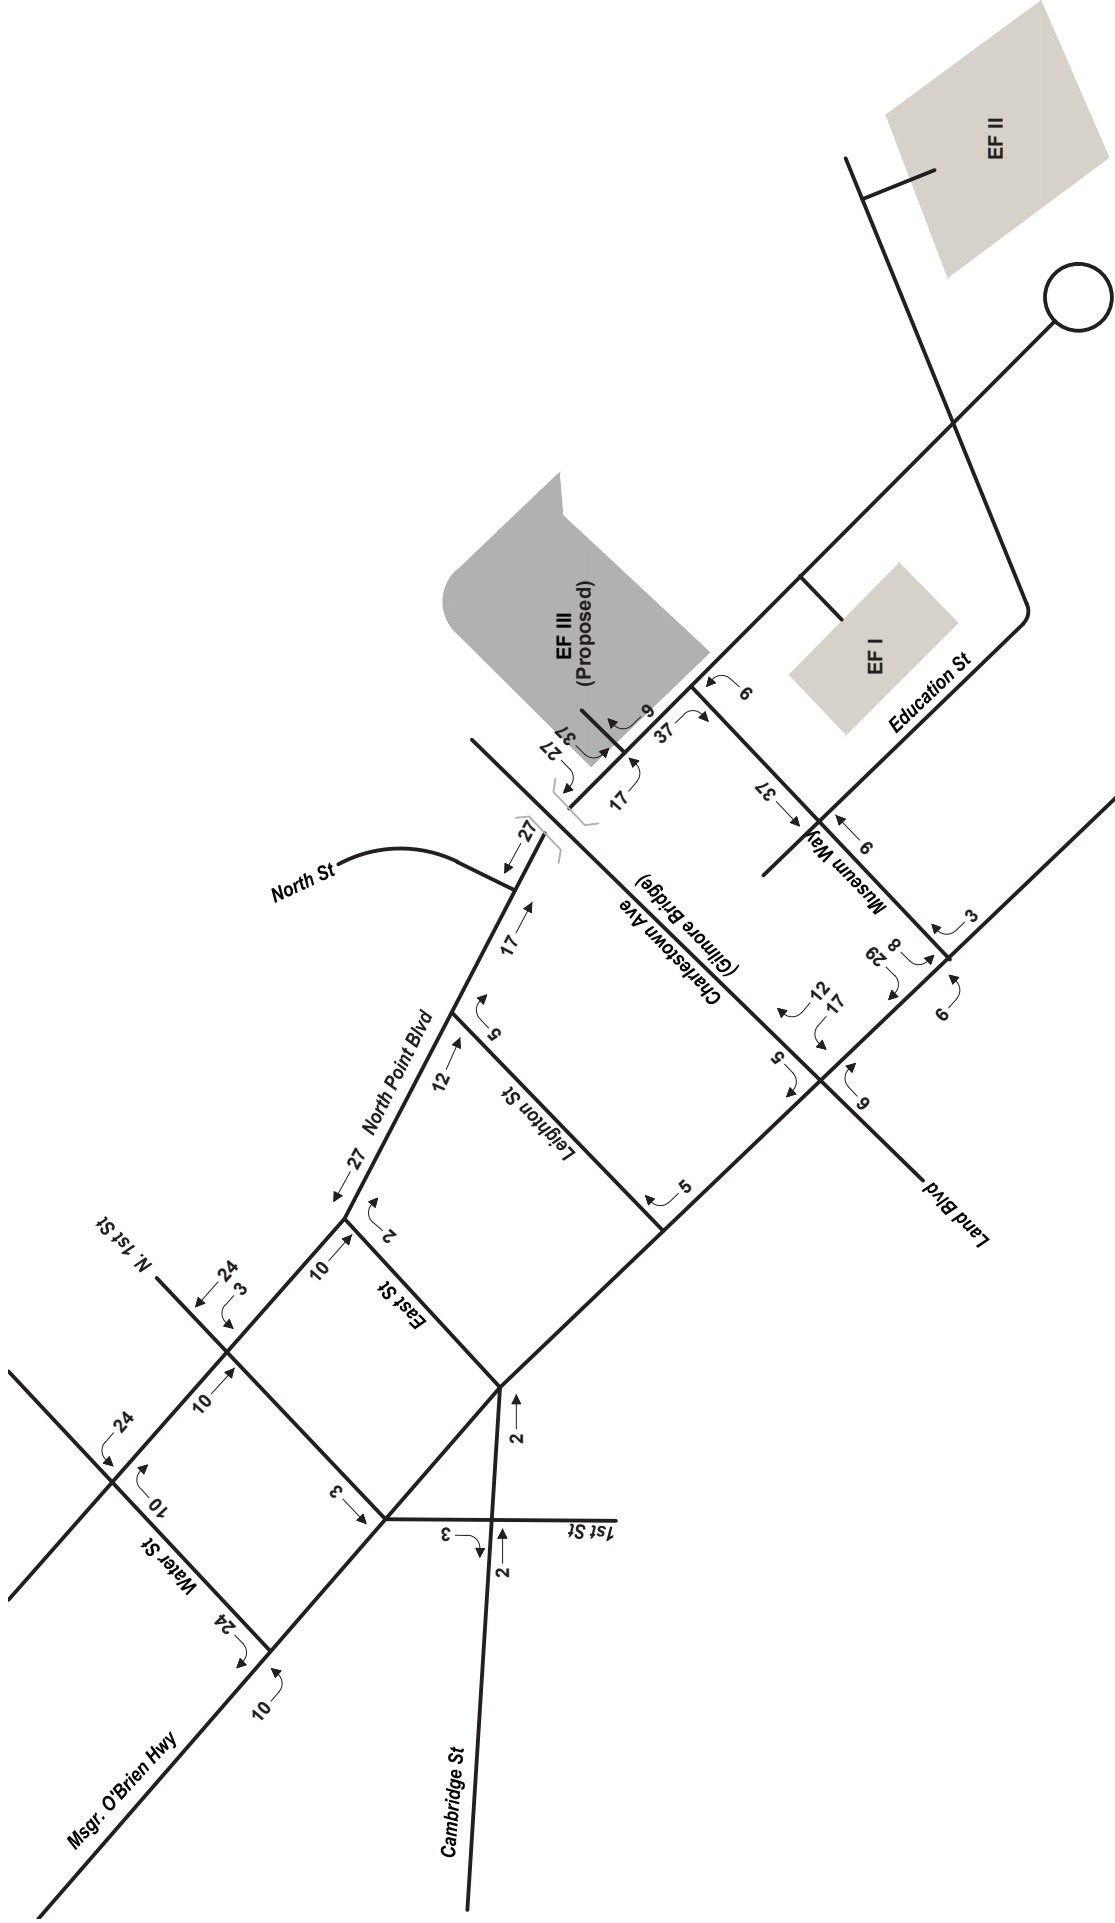 EF II
EF III
(Proposed)
EF I
Education St
9
37
27
37
9
17
37
9
Museum Way
27
North St
17
Charlestown Ave
(Gilmore Bridge)
3
8
29
6
12
17
5
6
Land Blvd
5
12
North Point Blvd
Leighton St
5
27
2
10
East St
N. 1st St
24
3
10
24
10
Water St
3
2
3
1st St
2
24
10
Msgr. O'Brien Hwy
Cambridge St